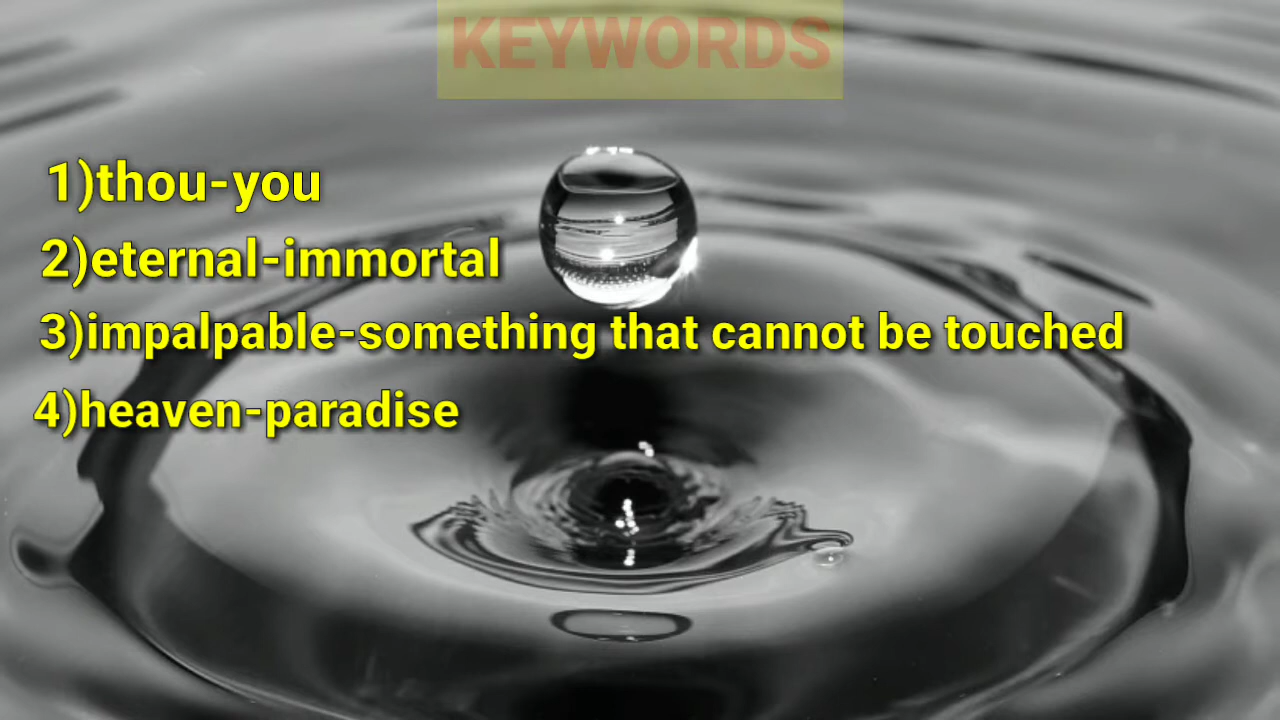 KEYWORDS
1)thou-you
2)eternal-immortal
3)impalpable-something that cannot be touched
4)heaven-paradise